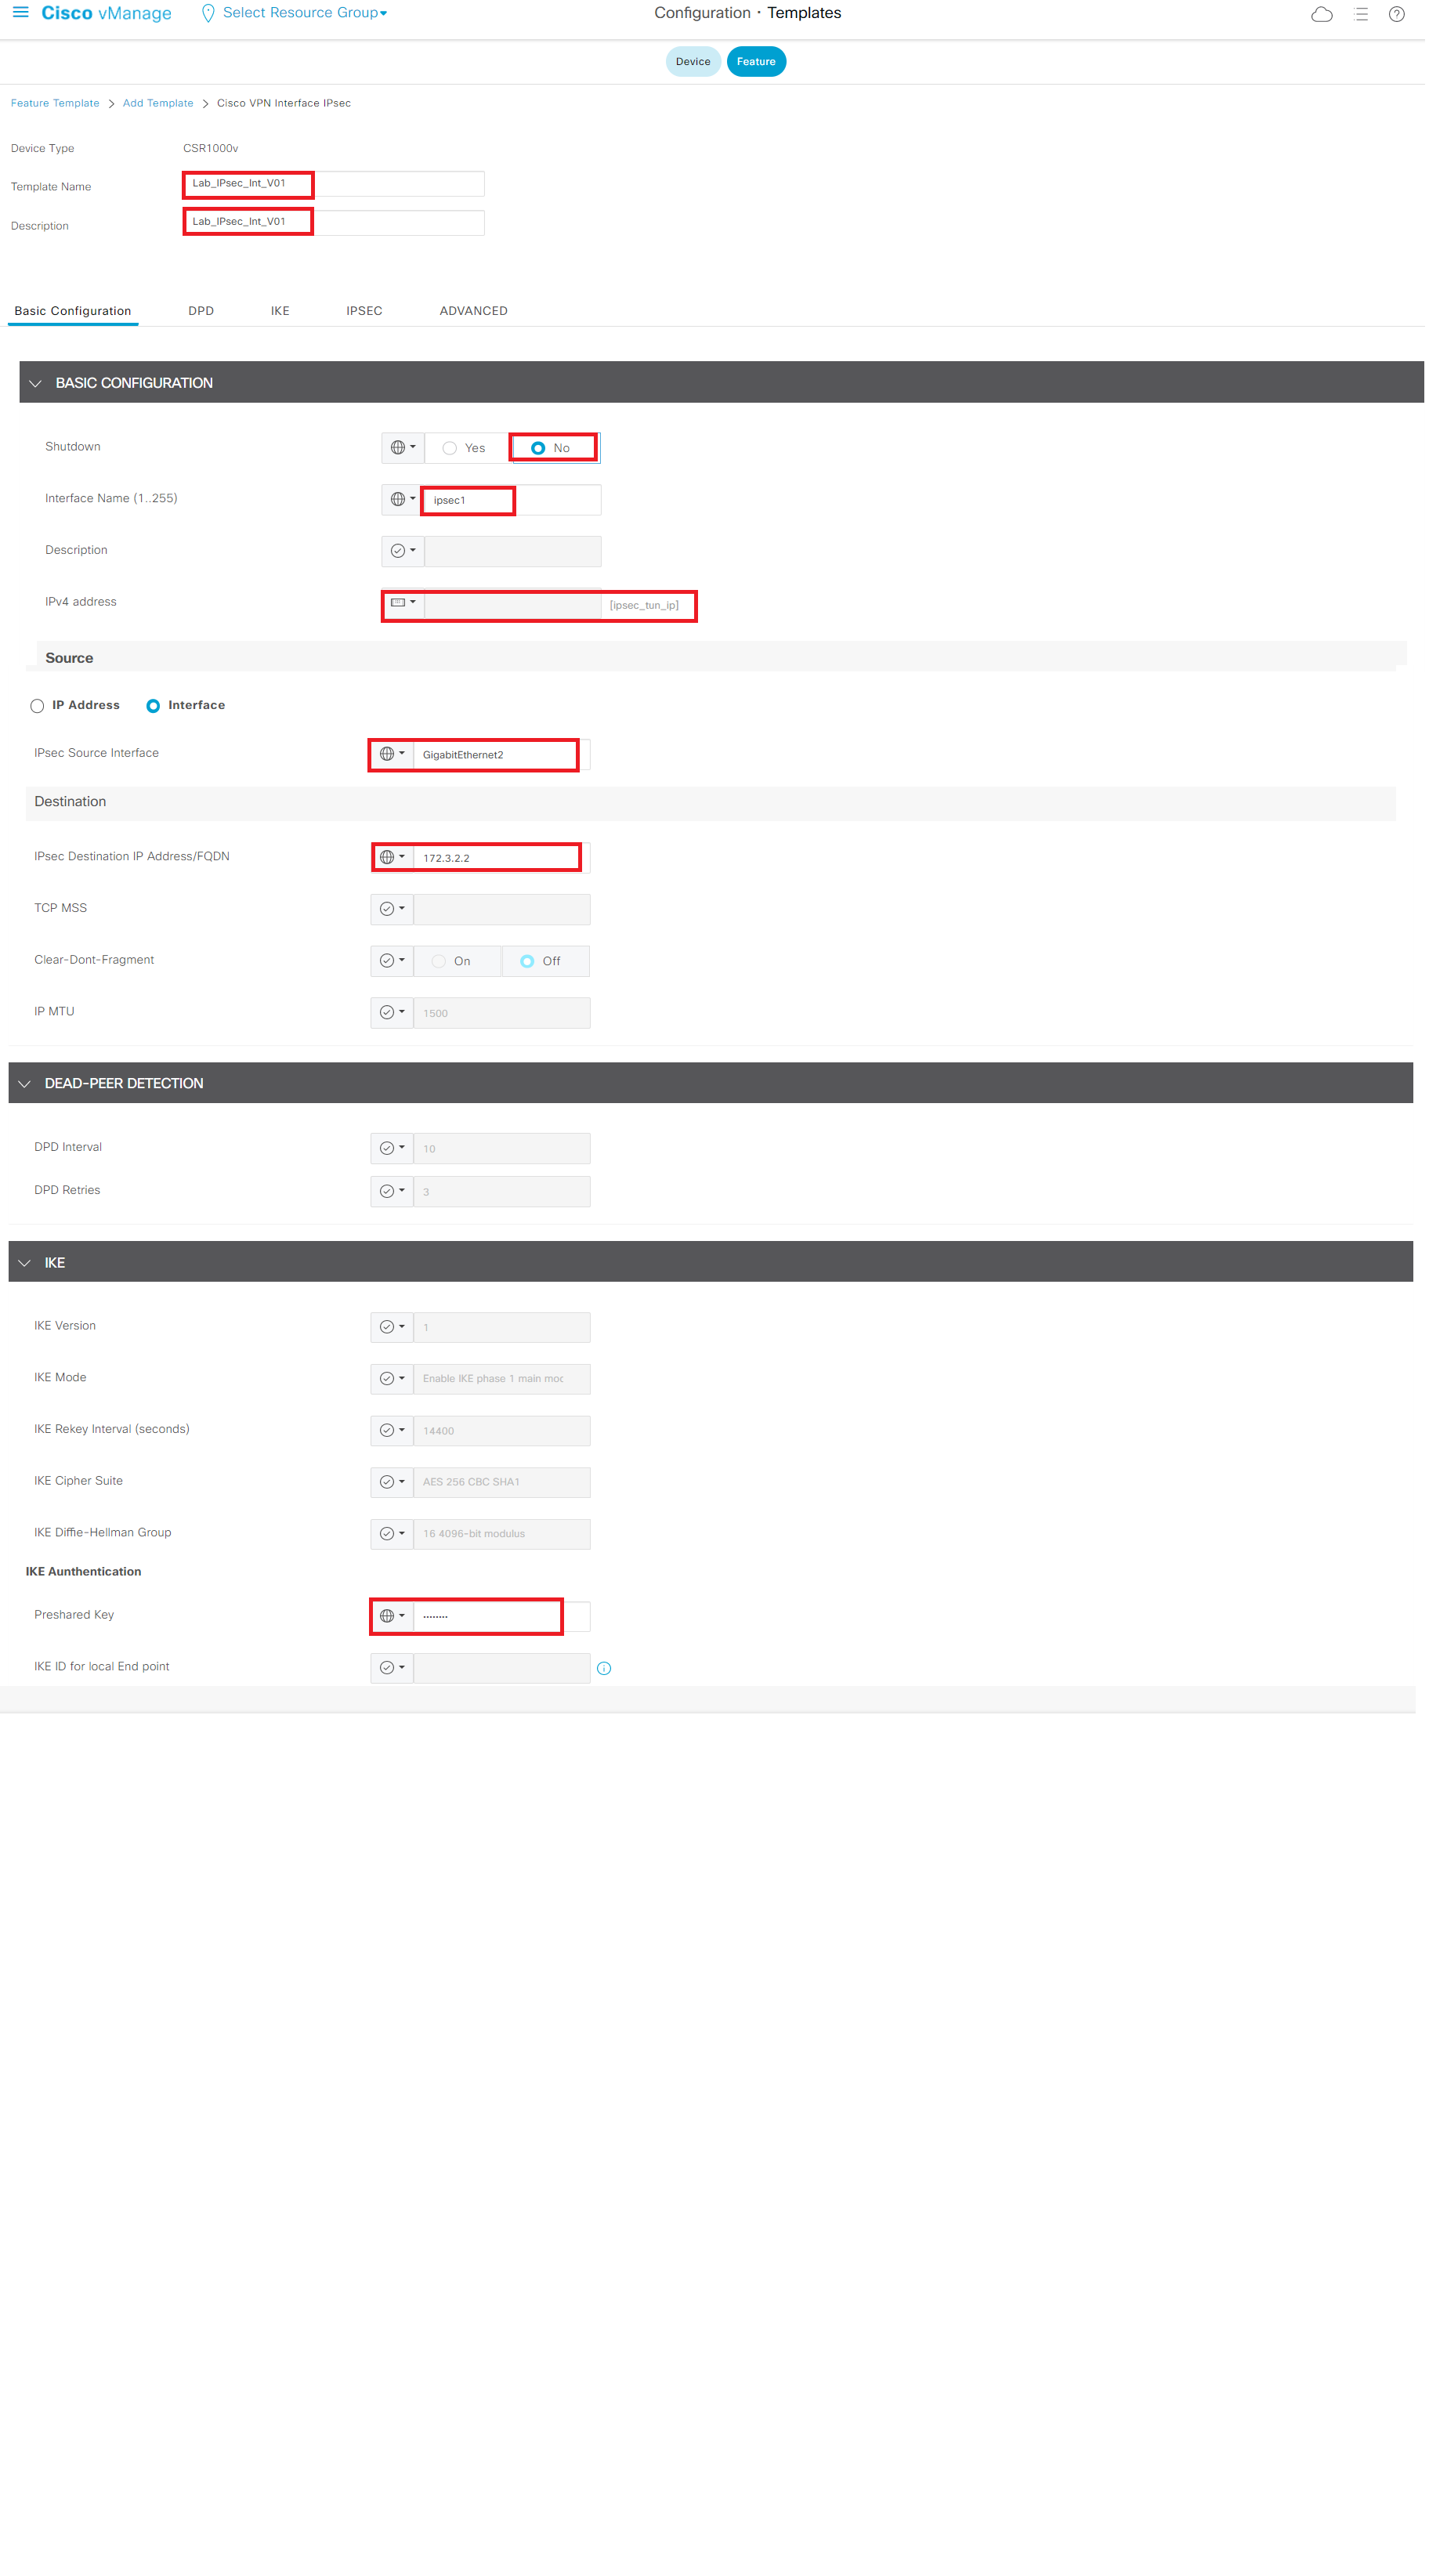 Cisco vManage Select Resource Group Configuration · Templates
Device Feature
Feature Template > Add Template > Cisco VPN Interface IPsec
Device Type CSR1000v
Template Name Lab_IPsec_Int_V01
Description Lab_IPsec_Int_V01
Basic Configuration DPD IKE IPSEC ADVANCED
BASIC CONFIGURATION
Shutdown Yes No
Interface Name (1..255) ipsec1
Description
IPv4 address [ipsec_tun_ip]
Source
IP Address Interface
IPsec Source Interface GigabitEthernet2
Destination
IPsec Destination IP Address/FQDN 172.3.2.2
TCP MSS
Clear-Dont-Fragment On Off
IP MTU 1500
DEAD-PEER DETECTION
DPD Interval 10
DPD Retries 3
IKE
IKE Version 1
IKE Mode Enable IKE phase 1 main moc
IKE Rekey Interval (seconds) 14400
IKE Cipher Suite AES 256 CBC SHA1
IKE Diffie-Hellman Group 16 4096-bit modulus
IKE Aunthentication
Preshared Key ········
IKE ID for local End point